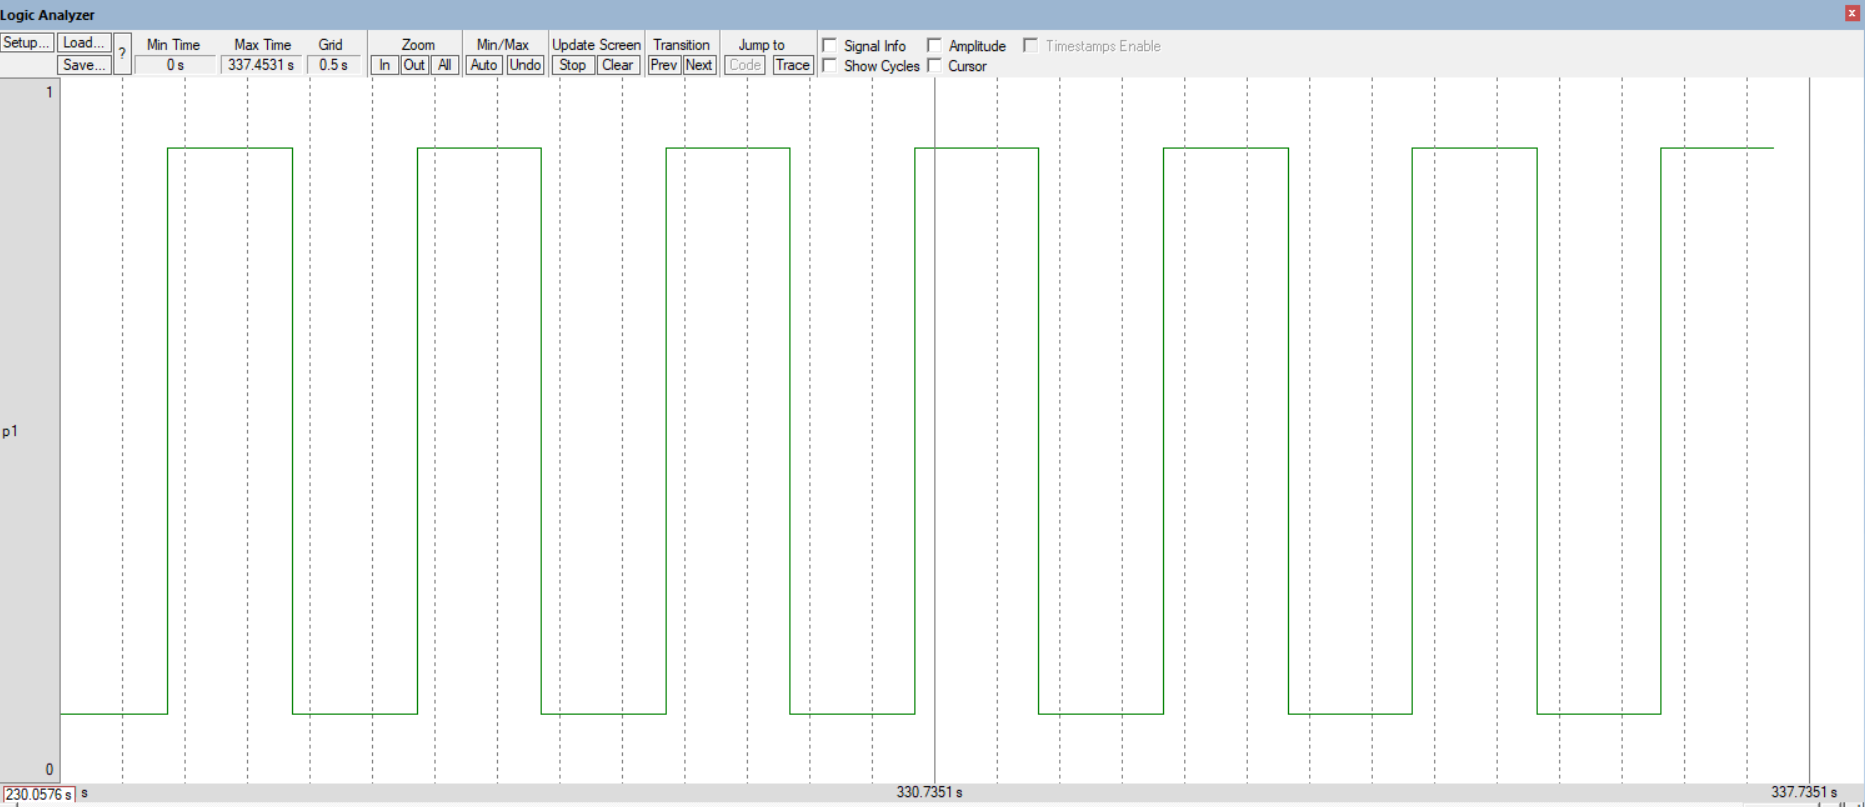 Logic Analyzer
x
Setup... Load... ? Min Time Max Time Grid Zoom Min/Max Update Screen Transition Jump to Signal Info Amplitude Timestamps Enable
Save... 0 s 337.4531 s 0.5 s In Out All Auto Undo Stop Clear Prev Next Code Trace Show Cycles Cursor
1
p1
0
230.0576 s s 330.7351 s 337.7351 s